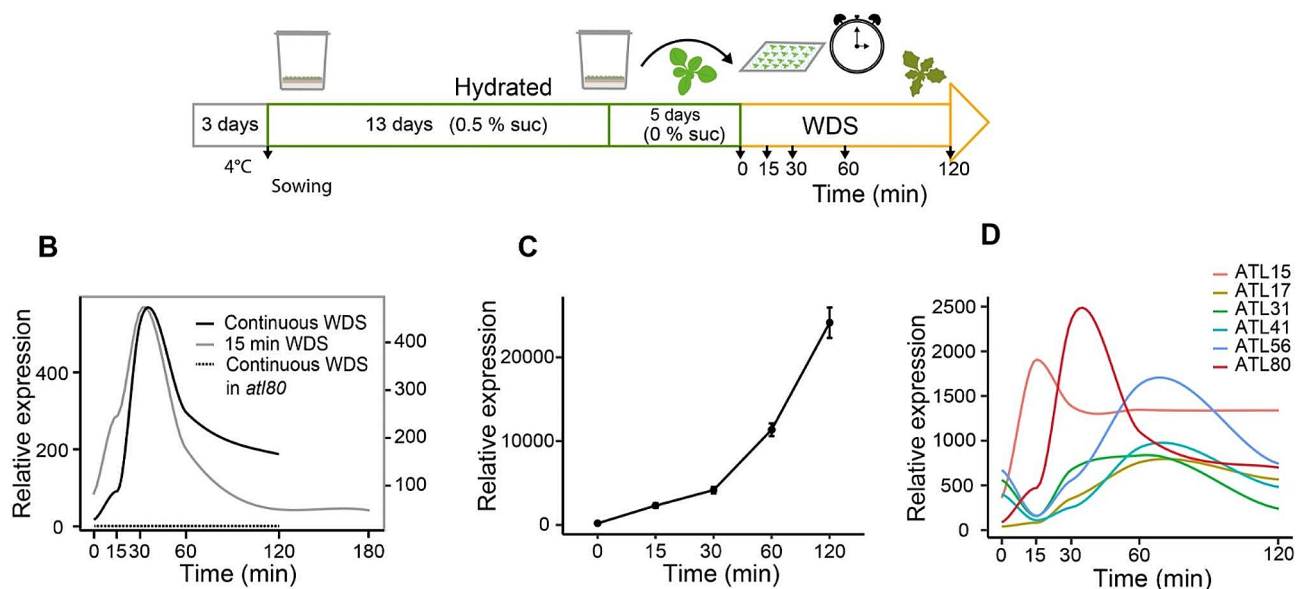 Hydrated
3 days
13 days (0.5 % suc)
5 days
(0 % suc)
WDS
4ºC
Sowing
0 15 30 60 120
Time (min)
B
Relative expression
400
200
0
Continuous WDS
15 min WDS
Continuous WDS
in atl80
400
300
200
100
0 15 30 60 120 180
Time (min)
C
Relative expression
20000
10000
0
0 15 30 60 120
Time (min)
D
Relative expression
2500
2000
1500
1000
500
0
ATL15
ATL17
ATL31
ATL41
ATL56
ATL80
0 15 30 60 120
Time (min)